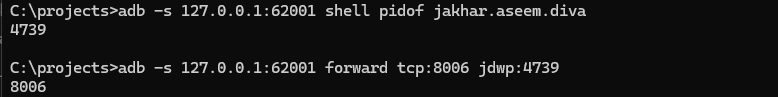 C:\projects>adb -s 127.0.0.1:62001 shell pidof jakhar.aseem.diva
4739
C:\projects>adb -s 127.0.0.1:62001 forward tcp:8006 jdwp:4739
8006